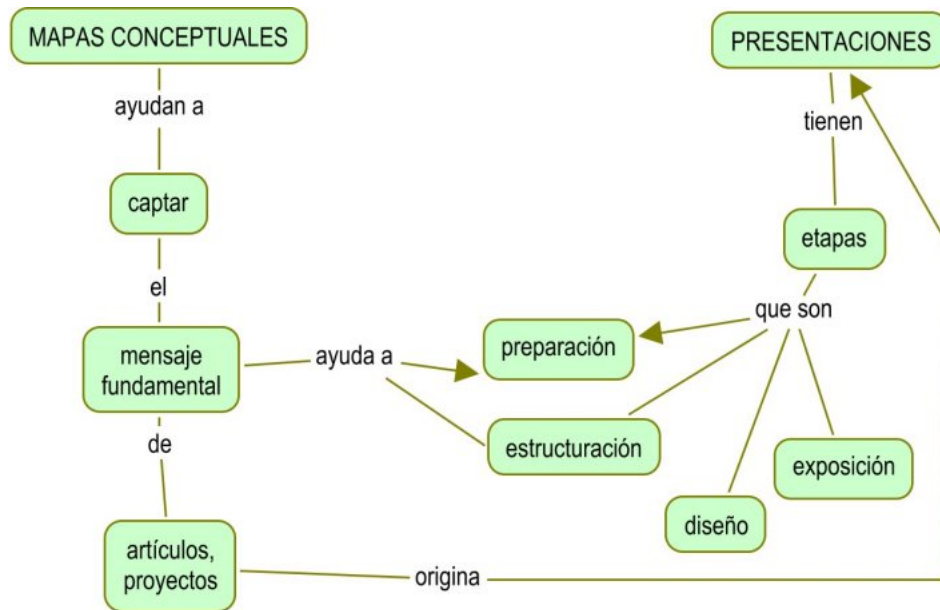 MAPAS CONCEPTUALES
PRESENTACIONES
ayudan a
tienen
captar
etapas
el
que son
mensaje
fundamental
ayuda a
preparación
de
estructuración
exposición
diseño
artículos,
proyectos
origina